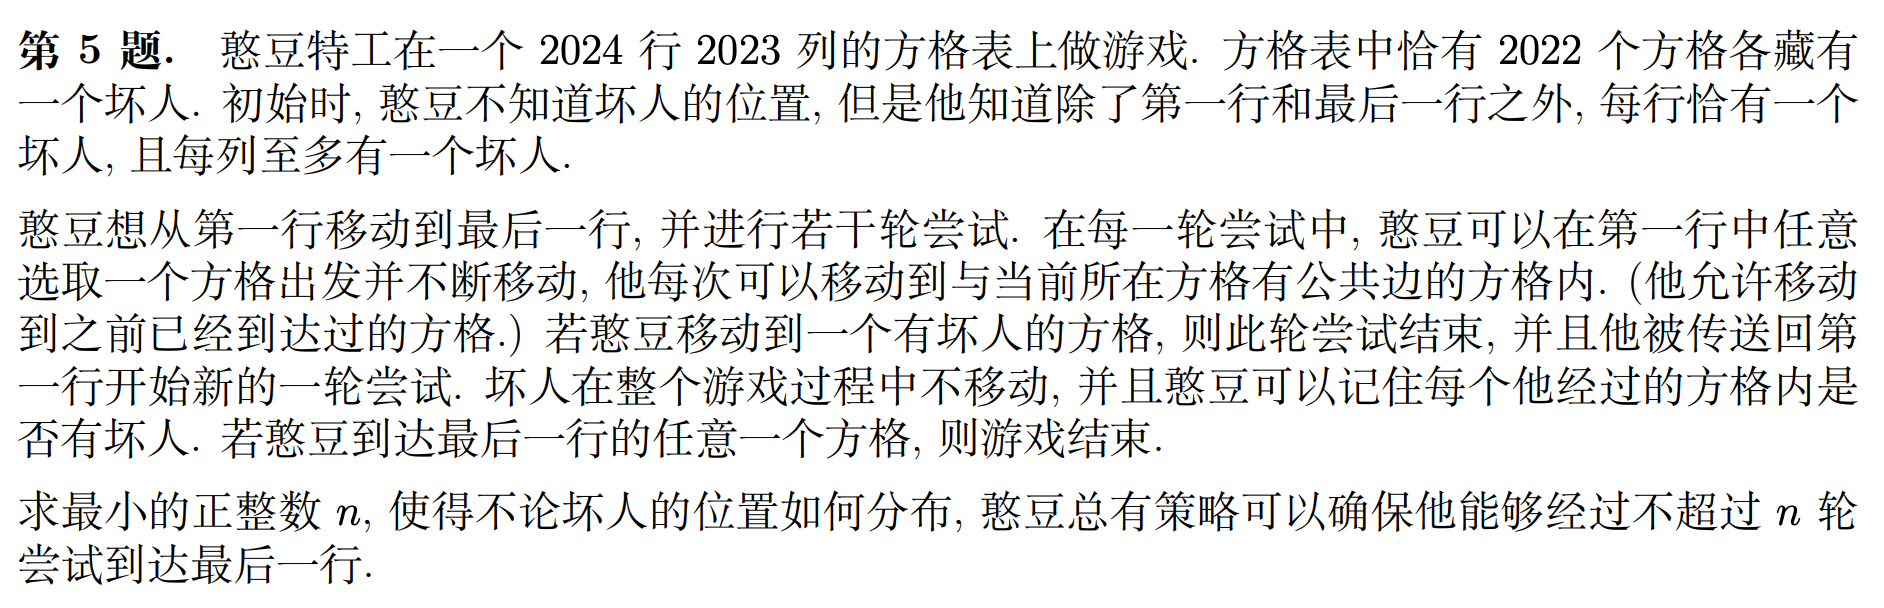 第 5 题. 憨豆特工在一个 2024 行 2023 列的方格表上做游戏. 方格表中恰有 2022 个方格各藏有
一个坏人. 初始时, 憨豆不知道坏人的位置, 但是他知道除了第一行和最后一行之外, 每行恰有一个
坏人, 且每列至多有一个坏人.
憨豆想从第一行移动到最后一行, 并进行若干轮尝试. 在每一轮尝试中, 憨豆可以在第一行中任意
选取一个方格出发并不断移动, 他每次可以移动到与当前所在方格有公共边的方格内. (他允许移动
到之前已经到达过的方格.) 若憨豆移动到一个有坏人的方格, 则此轮尝试结束, 并且他被传送回第
一行开始新的一轮尝试. 坏人在整个游戏过程中不移动, 并且憨豆可以记住每个他经过的方格内是
否有坏人. 若憨豆到达最后一行的任意一个方格, 则游戏结束.
求最小的正整数 n, 使得不论坏人的位置如何分布, 憨豆总有策略可以确保他能够经过不超过 n 轮
尝试到达最后一行.